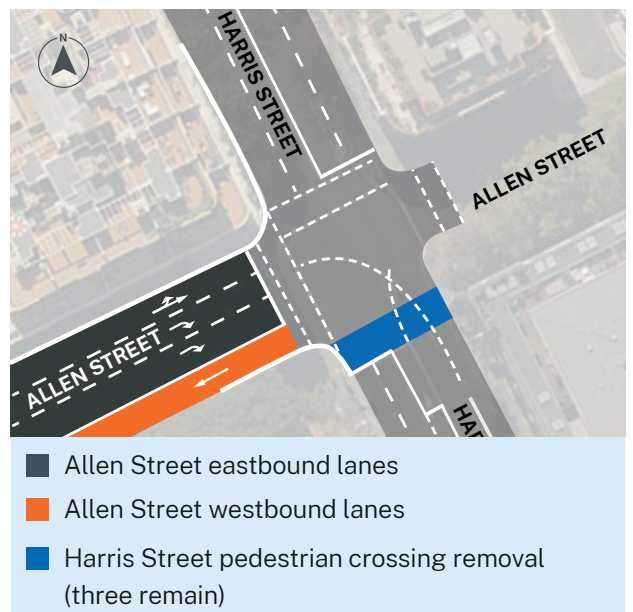 N
HARRIS STREET
ALLEN STREET
ALLEN STREET
HAR
Allen Street eastbound lanes
Allen Street westbound lanes
Harris Street pedestrian crossing removal
(three remain)